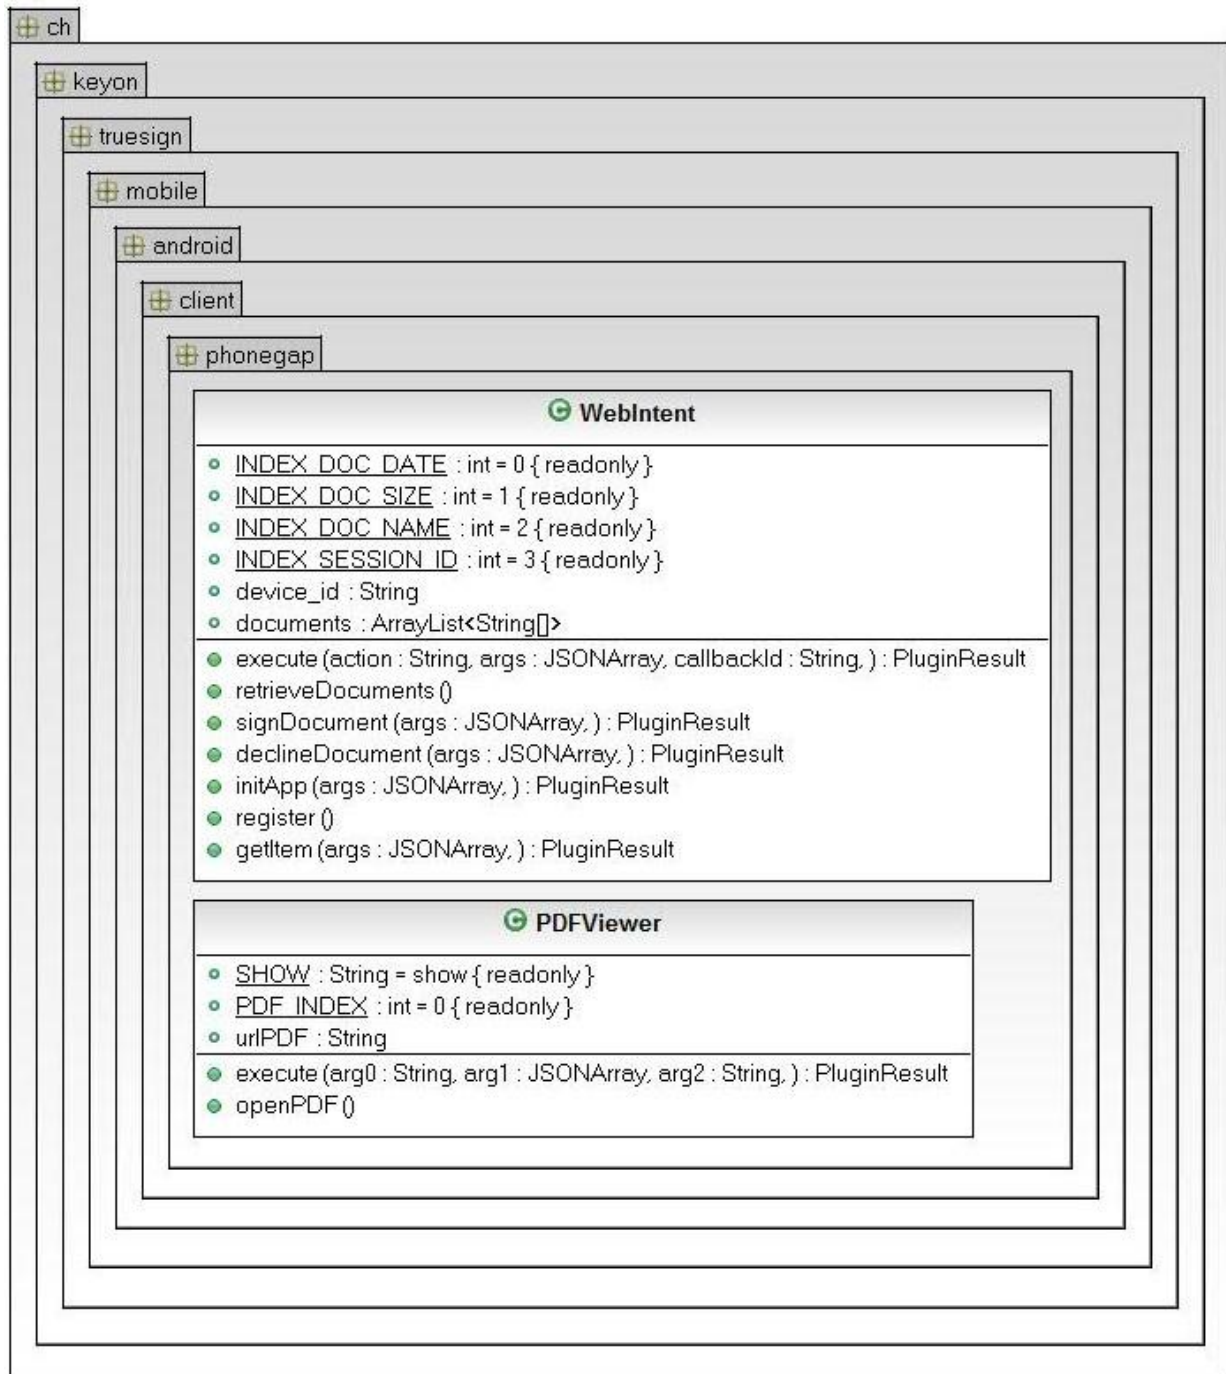 ch
keyon
truesign
mobile
android
client
phonegap
WebIntent
INDEX_DOC_DATE : int = 0 { readonly }
INDEX_DOC_SIZE : int = 1 { readonly }
INDEX_DOC_NAME : int = 2 { readonly }
INDEX_SESSION_ID : int = 3 { readonly }
device_id : String
documents : ArrayList<String[]>
execute (action : String, args : JSONArray, callbackId : String, ) : PluginResult
retrieveDocuments ()
signDocument (args : JSONArray, ) : PluginResult
declineDocument (args : JSONArray, ) : PluginResult
initApp (args : JSONArray, ) : PluginResult
register ()
getItem (args : JSONArray, ) : PluginResult
PDFViewer
SHOW : String = show { readonly }
PDF_INDEX : int = 0 { readonly }
urlPDF : String
execute (arg0 : String, arg1 : JSONArray, arg2 : String, ) : PluginResult
openPDF ()